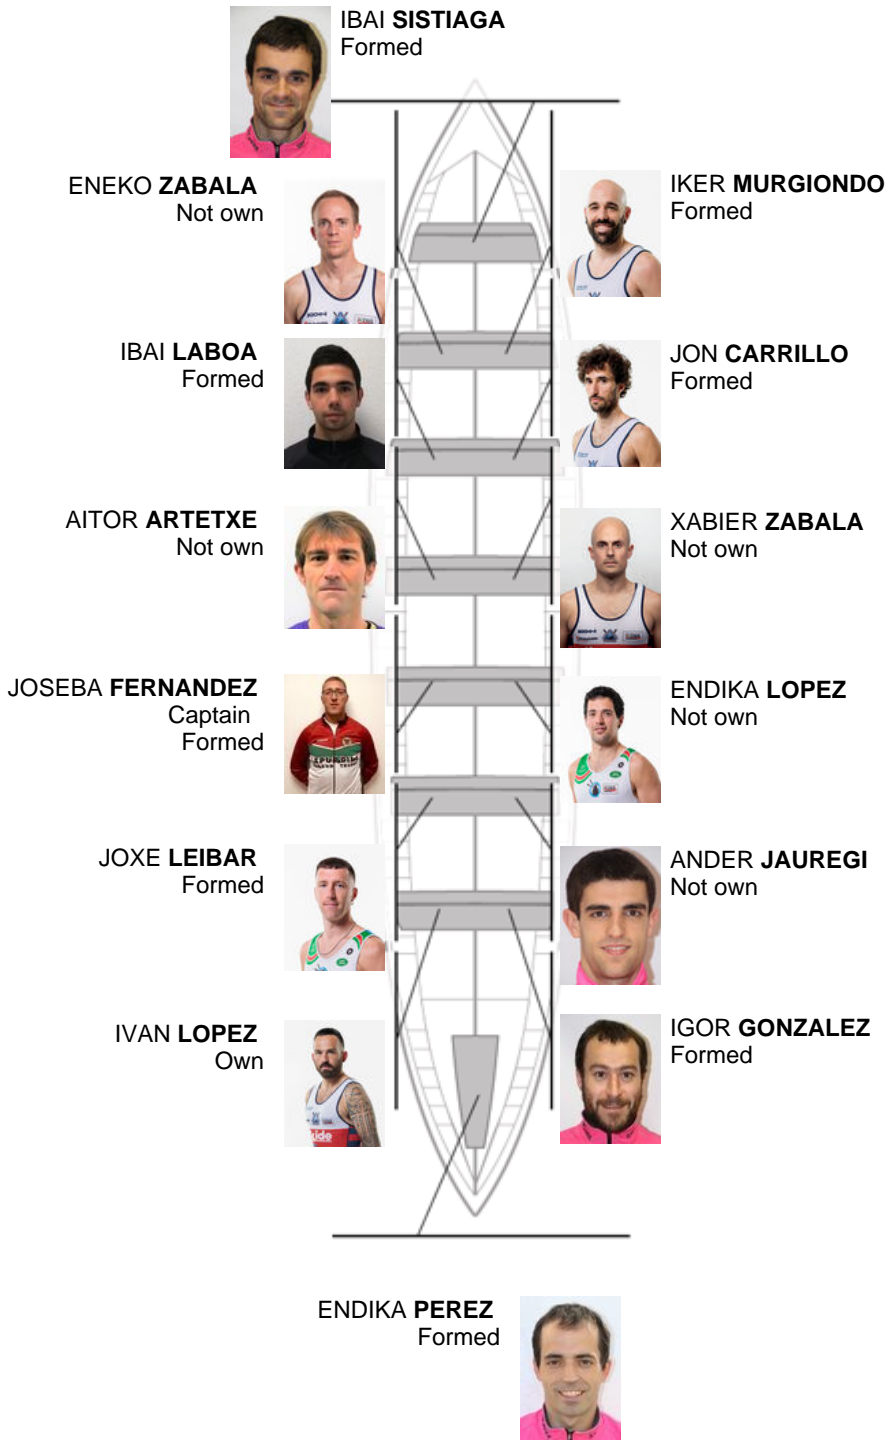 IBAI SISTIAGA
Formed
ENEKO ZABALA
Not own
IKER MURGIONDO
Formed
IBAI LABOA
Formed
JON CARRILLO
Formed
AITOR ARTETXE
Not own
XABIER ZABALA
Not own
JOSEBA FERNANDEZ
Captain
Formed
ENDIKA LOPEZ
Not own
JOXE LEIBAR
Formed
ANDER JAUREGI
Not own
IVAN LOPEZ
Own
IGOR GONZALEZ
Formed
ENDIKA PEREZ
Formed